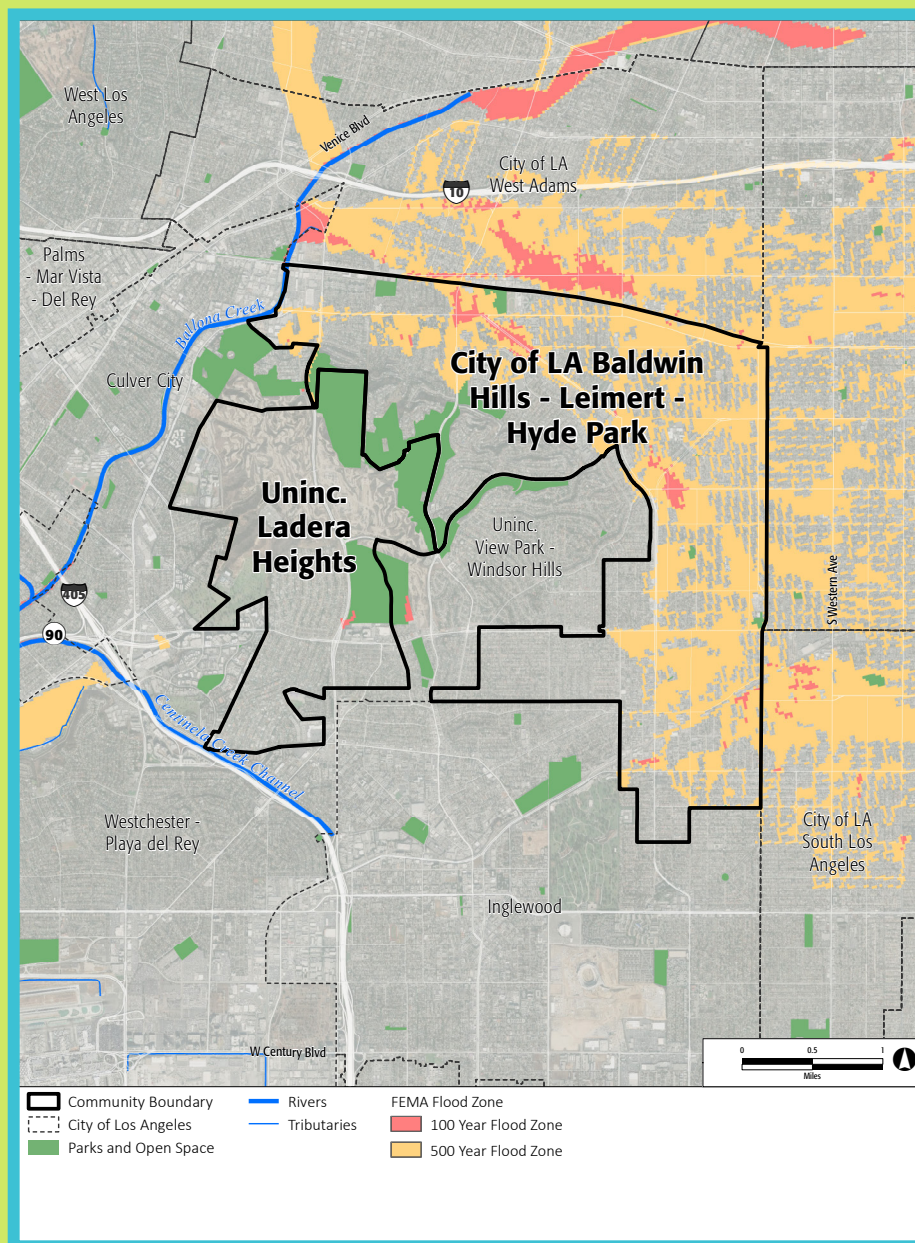 West Los
Angeles
Venice Blvd
City of LA
West Adams
10
Palms
- Mar Vista
- Del Rey
Ballona Creek
Culver City
City of LA Baldwin
Hills - Leimert -
Hyde Park
Uninc.
Ladera
Heights
Uninc.
View Park -
Windsor Hills
S Western Ave
405
90
Centinela Creek Channel
Westchester -
Playa del Rey
City of LA
South Los
Angeles
Inglewood
W Century Blvd
0 0.5 1
Miles
Community Boundary
City of Los Angeles
Parks and Open Space
Rivers
Tributaries
FEMA Flood Zone
100 Year Flood Zone
500 Year Flood Zone